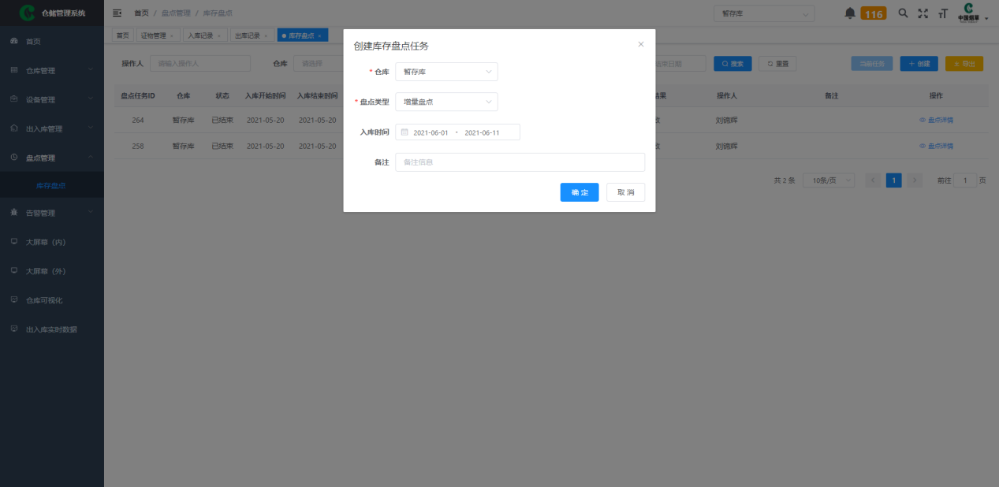 仓储管理系统
首页 / 盘点管理 / 库存盘点
暂存库
116
中国烟草
首页
证物管理 ×
入库记录 ×
出库记录 ×
库存盘点 ×
首页
仓库管理
设备管理
出入库管理
盘点管理
库存盘点
告警管理
大屏幕（内）
大屏幕（外）
仓库可视化
出入库实时数据
操作人 请输入操作人 仓库 请选择 结束日期 搜索 重置 当前任务 创建 导出
盘点任务ID 仓库 状态 入库开始时间 入库结束时间 操作人 备注 操作
264 暂存库 已结束 2021-05-20 2021-05-20 刘锦辉 盘点详情
258 暂存库 已结束 2021-05-20 2021-05-20 刘锦辉 盘点详情
共 2 条 10条/页 1 前往 1 页
创建库存盘点任务
* 仓库 暂存库
* 盘点类型 增量盘点
入库时间 2021-06-01 - 2021-06-11
备注 备注信息
确 定 取 消